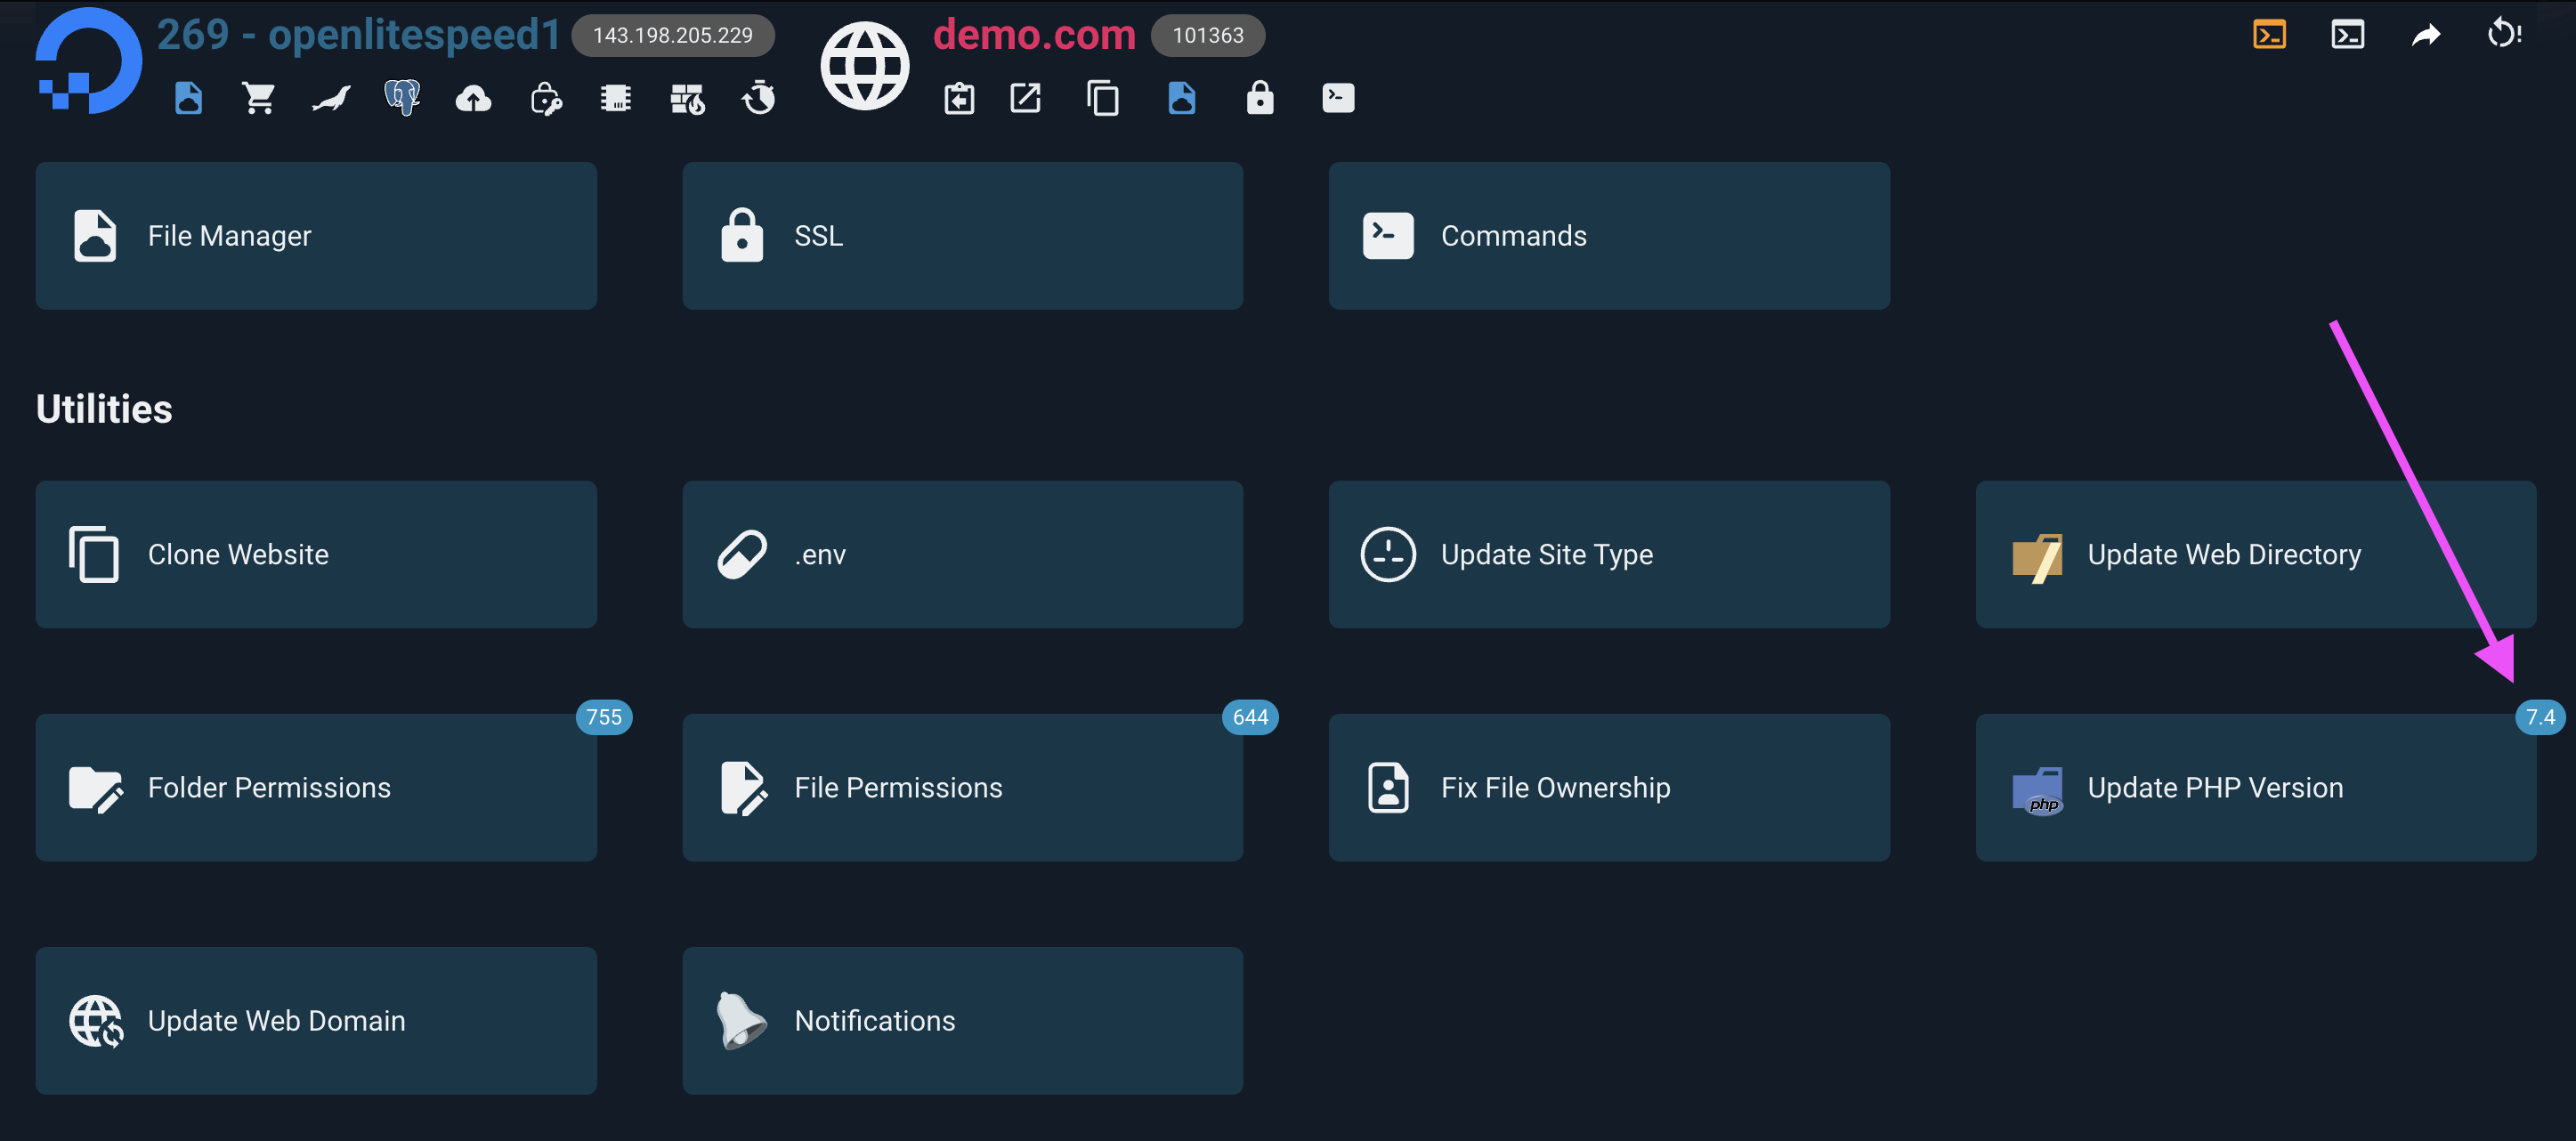 269 - openlitespeed1 143.198.205.229 demo.com 101363
File Manager
SSL
Commands
Utilities
Clone Website
.env
Update Site Type
Update Web Directory
755
Folder Permissions
644
File Permissions
Fix File Ownership
7.4
php
Update PHP Version
Update Web Domain
Notifications